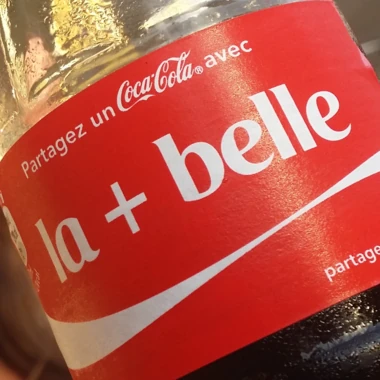 Partagez un Coca-Cola® avec
la + belle
partage